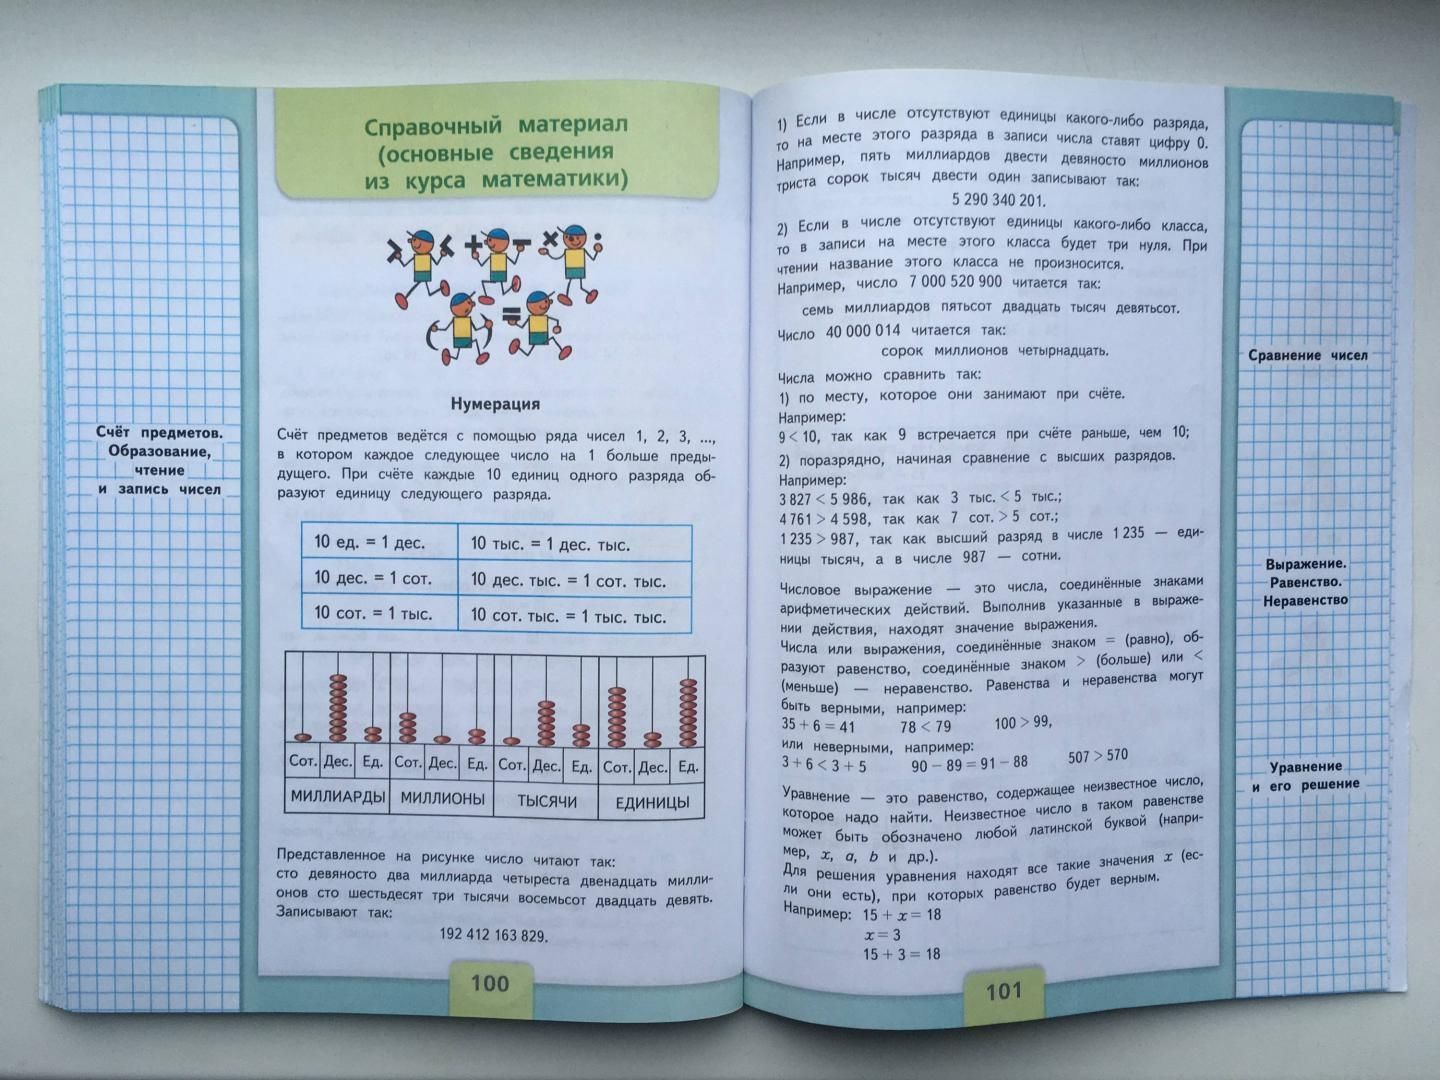 Справочный материал
(основные сведения
из курса математики)
Нумерация
Счёт предметов.
Образование,
чтение
и запись чисел
Счёт предметов ведётся с помощью ряда чисел 1, 2, 3, ...,
в котором каждое следующее число на 1 больше преды-
дущего. При счёте каждые 10 единиц одного разряда об-
разуют единицу следующего разряда.
10 ед. = 1 дес. 10 тыс. = 1 дес. тыс.
10 дес. = 1 сот. 10 дес. тыс. = 1 сот. тыс.
10 сот. = 1 тыс. 10 сот. тыс. = 1 тыс. тыс.
Сот. Дес. Ед. Сот. Дес. Ед. Сот. Дес. Ед. Сот. Дес. Ед.
МИЛЛИАРДЫ МИЛЛИОНЫ ТЫСЯЧИ ЕДИНИЦЫ
Представленное на рисунке число читают так:
сто девяносто два миллиарда четыреста двенадцать милли-
онов сто шестьдесят три тысячи восемьсот двадцать девять.
Записывают так:
192 412 163 829.
100
1) Если в числе отсутствуют единицы какого-либо разряда,
то на месте этого разряда в записи числа ставят цифру 0.
Например, пять миллиардов двести девяносто миллионов
триста сорок тысяч двести один записывают так:
5 290 340 201.
2) Если в числе отсутствуют единицы какого-либо класса,
то в записи на месте этого класса будет три нуля. При
чтении название этого класса не произносится.
Например, число 7 000 520 900 читается так:
семь миллиардов пятьсот двадцать тысяч девятьсот.
Число 40 000 014 читается так:
сорок миллионов четырнадцать.
Сравнение чисел
Числа можно сравнить так:
1) по месту, которое они занимают при счёте.
Например:
9 < 10, так как 9 встречается при счёте раньше, чем 10;
2) поразрядно, начиная сравнение с высших разрядов.
Например:
3 827 < 5 986, так как 3 тыс. < 5 тыс.;
4 761 > 4 598, так как 7 сот. > 5 сот.;
1 235 > 987, так как высший разряд в числе 1 235 — еди-
ницы тысяч, а в числе 987 — сотни.
Выражение.
Равенство.
Неравенство
Числовое выражение — это числа, соединённые знаками
арифметических действий. Выполнив указанные в выраже-
нии действия, находят значение выражения.
Числа или выражения, соединённые знаком = (равно), об-
разуют равенство, соединённые знаком > (больше) или <
(меньше) — неравенство. Равенства и неравенства могут
быть верными, например:
35 + 6 = 41 78 < 79 100 > 99,
или неверными, например:
3 + 6 < 3 + 5 90 − 89 = 91 − 88 507 > 570
Уравнение
и его решение
Уравнение — это равенство, содержащее неизвестное число,
которое надо найти. Неизвестное число в таком равенстве
может быть обозначено любой латинской буквой (напри-
мер, x, a, b и др.).
Для решения уравнения находят все такие значения x (ес-
ли они есть), при которых равенство будет верным.
Например: 15 + x = 18
x = 3
15 + 3 = 18
101